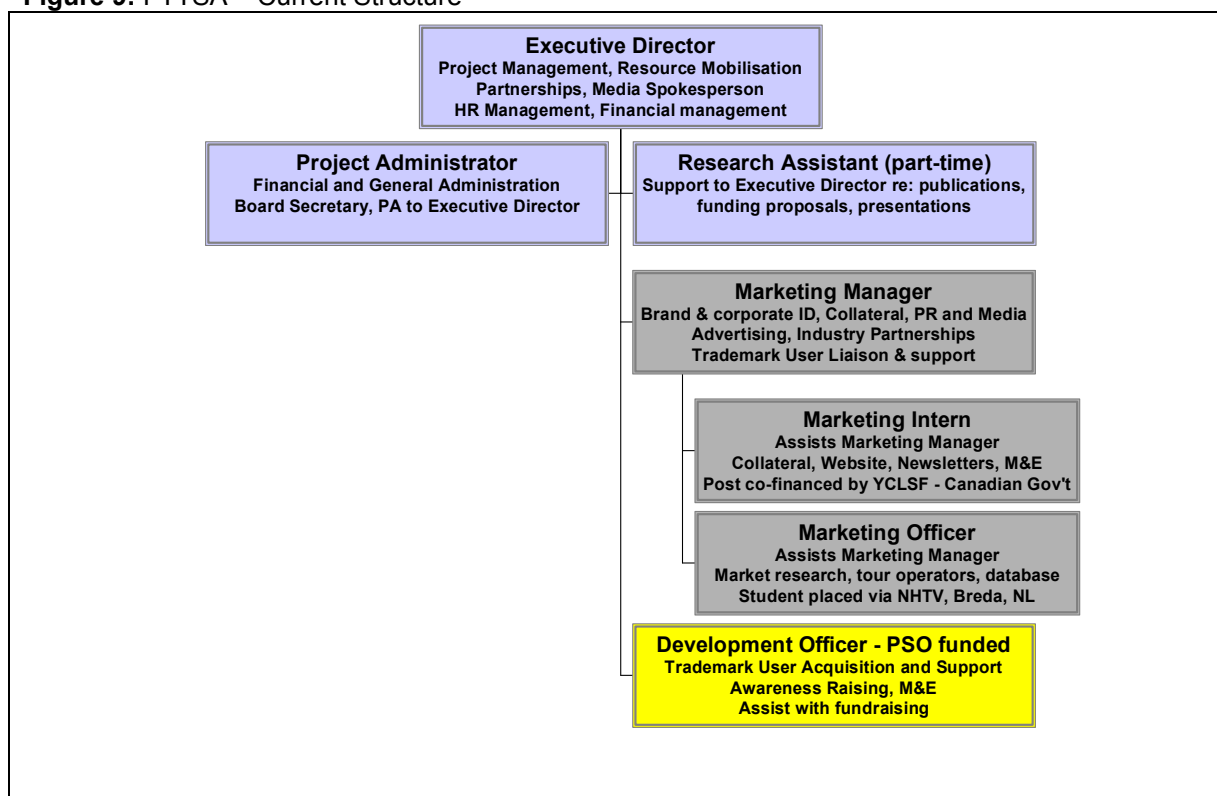 Current Structure
Executive Director
Project Management, Resource Mobilisation
Partnerships, Media Spokesperson
HR Management, Financial management
Project Administrator
Financial and General Administration
Board Secretary, PA to Executive Director
Research Assistant (part-time)
Support to Executive Director re: publications,
funding proposals, presentations
Marketing Manager
Brand & corporate ID, Collateral, PR and Media
Advertising, Industry Partnerships
Trademark User Liaison & support
Marketing Intern
Assists Marketing Manager
Collateral, Website, Newsletters, M&E
Post co-financed by YCLSF - Canadian Gov't
Marketing Officer
Assists Marketing Manager
Market research, tour operators, database
Student placed via NHTV, Breda, NL
Development Officer - PSO funded
Trademark User Acquisition and Support
Awareness Raising, M&E
Assist with fundraising